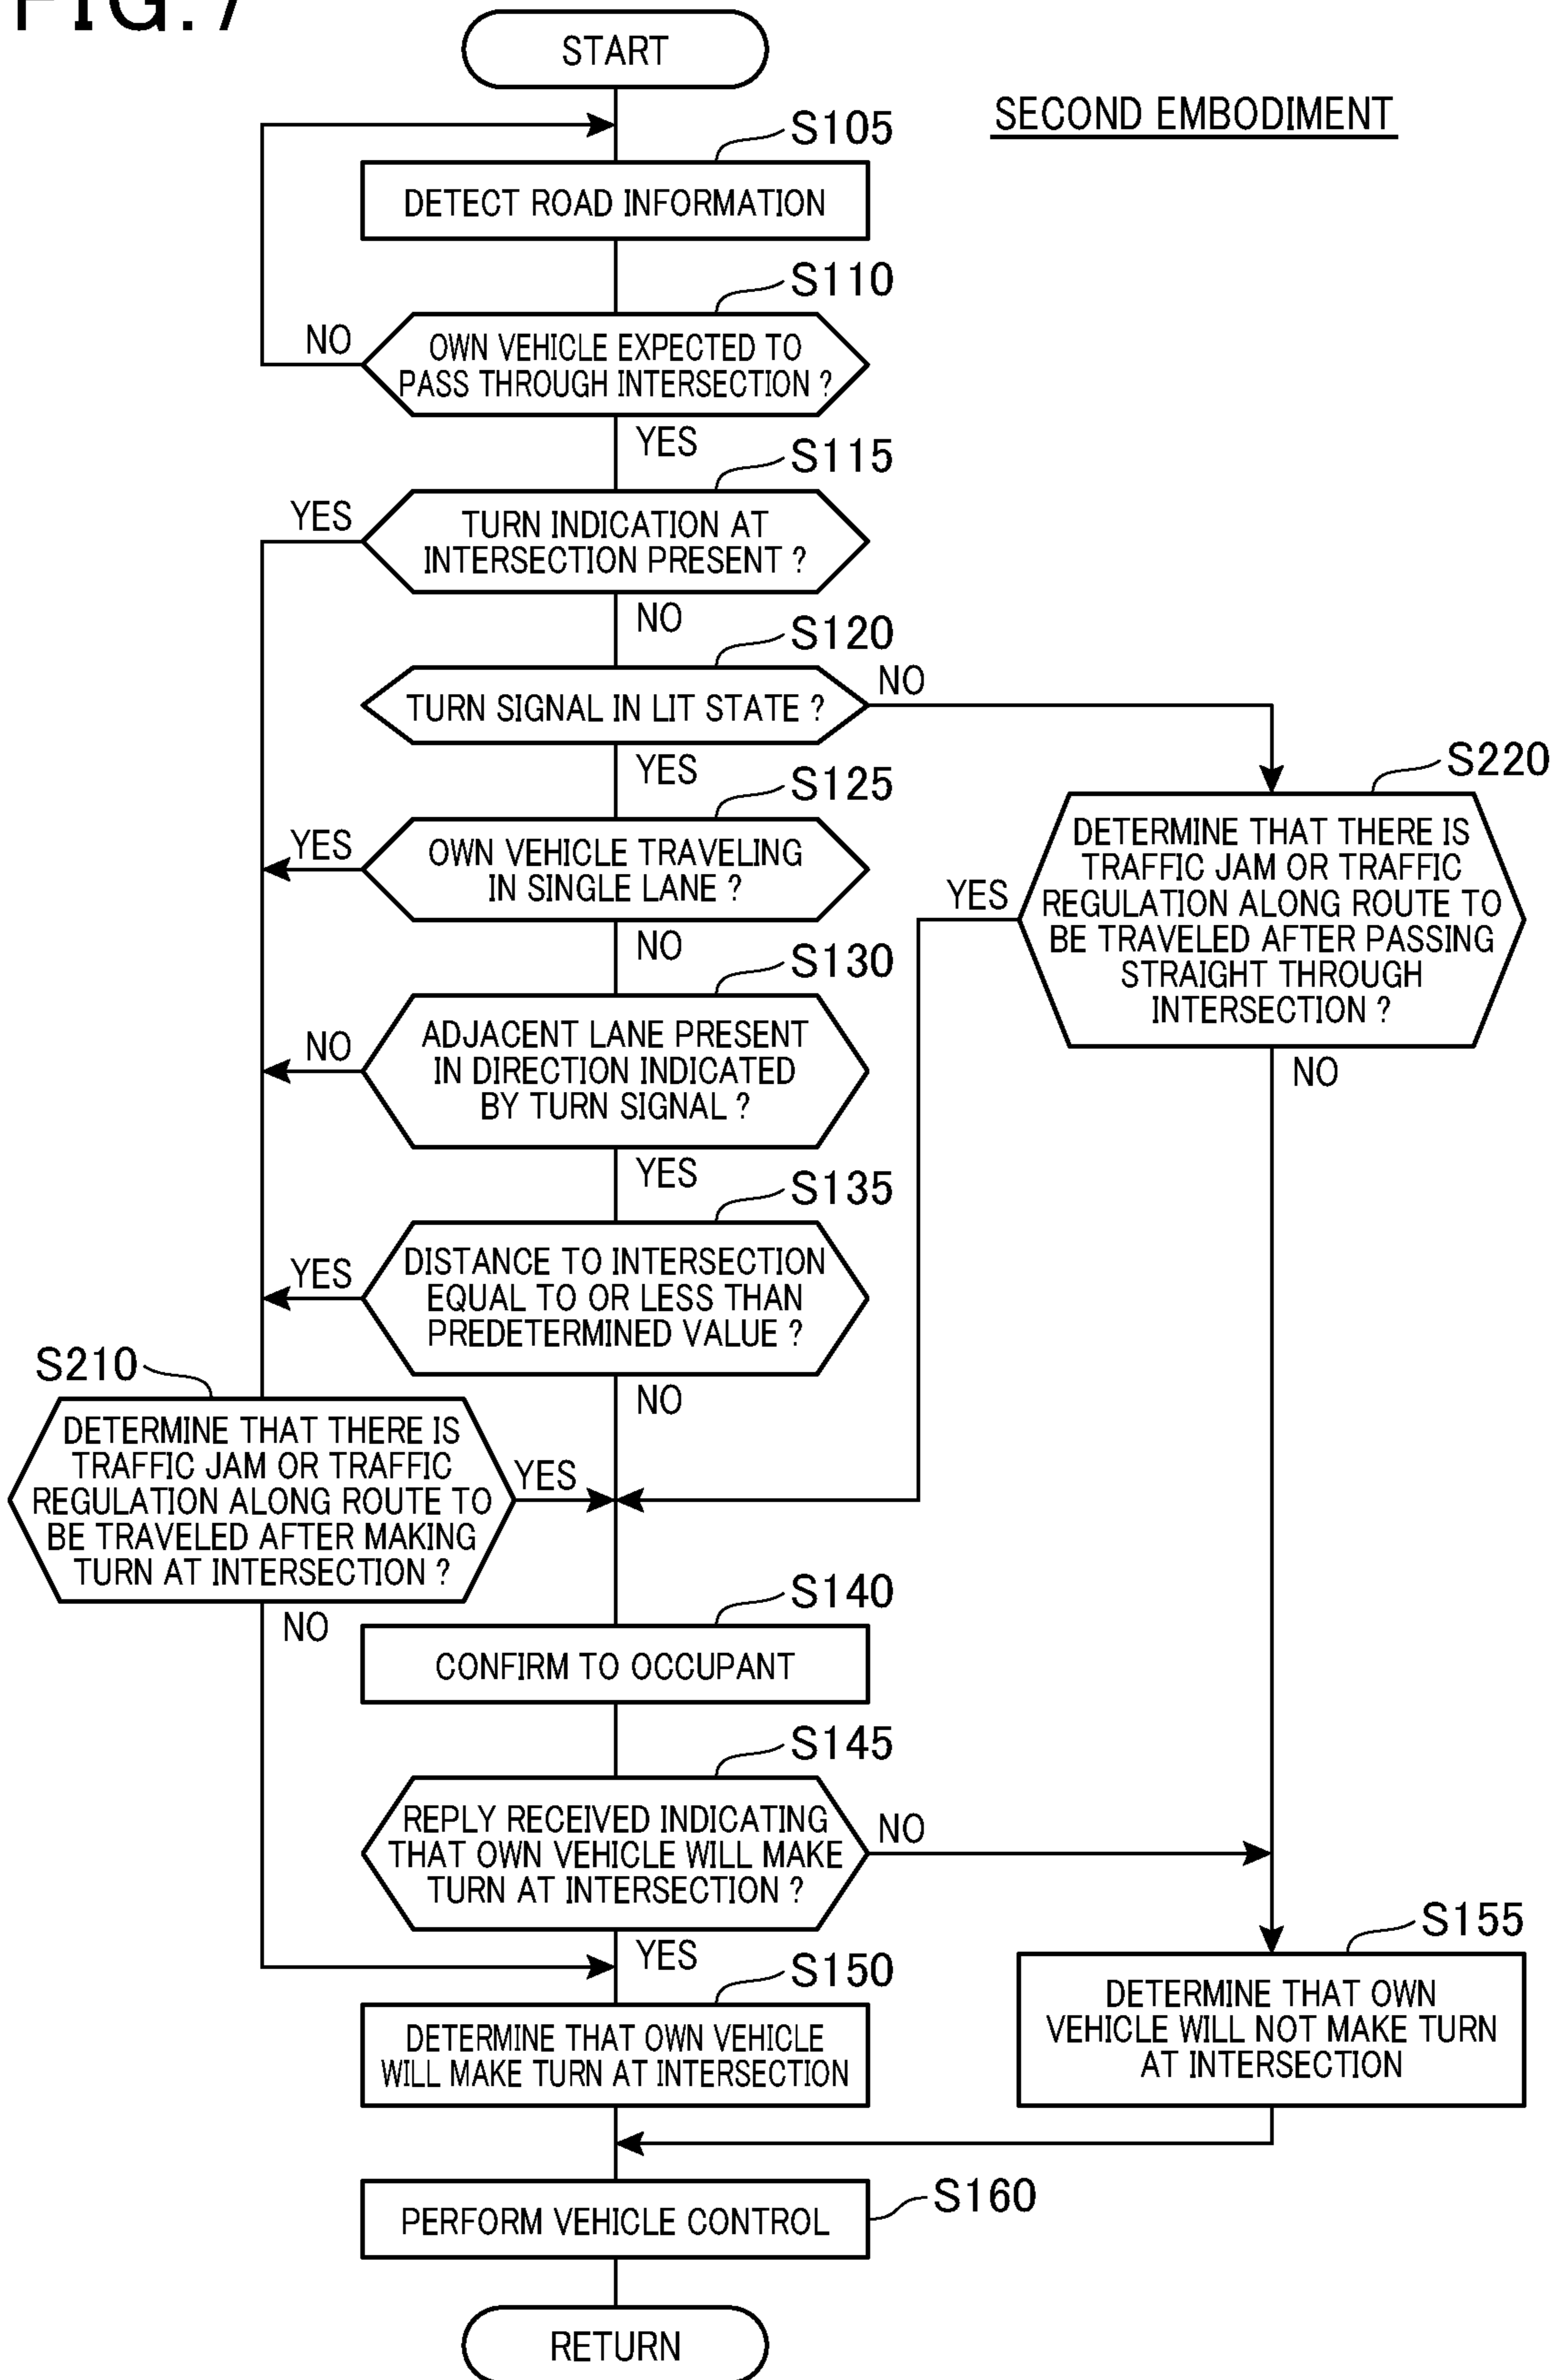 FIG.7
START
SECOND EMBODIMENT
S105
DETECT ROAD INFORMATION
S110
NO
OWN VEHICLE EXPECTED TO
PASS THROUGH INTERSECTION ?
YES
S115
YES
TURN INDICATION AT
INTERSECTION PRESENT ?
NO
S120
NO
TURN SIGNAL IN LIT STATE ?
YES
S125
YES
OWN VEHICLE TRAVELING
IN SINGLE LANE ?
NO
S220
DETERMINE THAT THERE IS
TRAFFIC JAM OR TRAFFIC
REGULATION ALONG ROUTE TO
BE TRAVELED AFTER PASSING
STRAIGHT THROUGH
INTERSECTION ?
YES
NO
S130
NO
ADJACENT LANE PRESENT
IN DIRECTION INDICATED
BY TURN SIGNAL ?
YES
S135
YES
DISTANCE TO INTERSECTION
EQUAL TO OR LESS THAN
PREDETERMINED VALUE ?
NO
S210
DETERMINE THAT THERE IS
TRAFFIC JAM OR TRAFFIC
REGULATION ALONG ROUTE TO
BE TRAVELED AFTER MAKING
TURN AT INTERSECTION ?
YES
NO
S140
CONFIRM TO OCCUPANT
S145
REPLY RECEIVED INDICATING
THAT OWN VEHICLE WILL MAKE
TURN AT INTERSECTION ?
NO
YES
S150
DETERMINE THAT OWN VEHICLE
WILL MAKE TURN AT INTERSECTION
S155
DETERMINE THAT OWN
VEHICLE WILL NOT MAKE TURN
AT INTERSECTION
S160
PERFORM VEHICLE CONTROL
RETURN